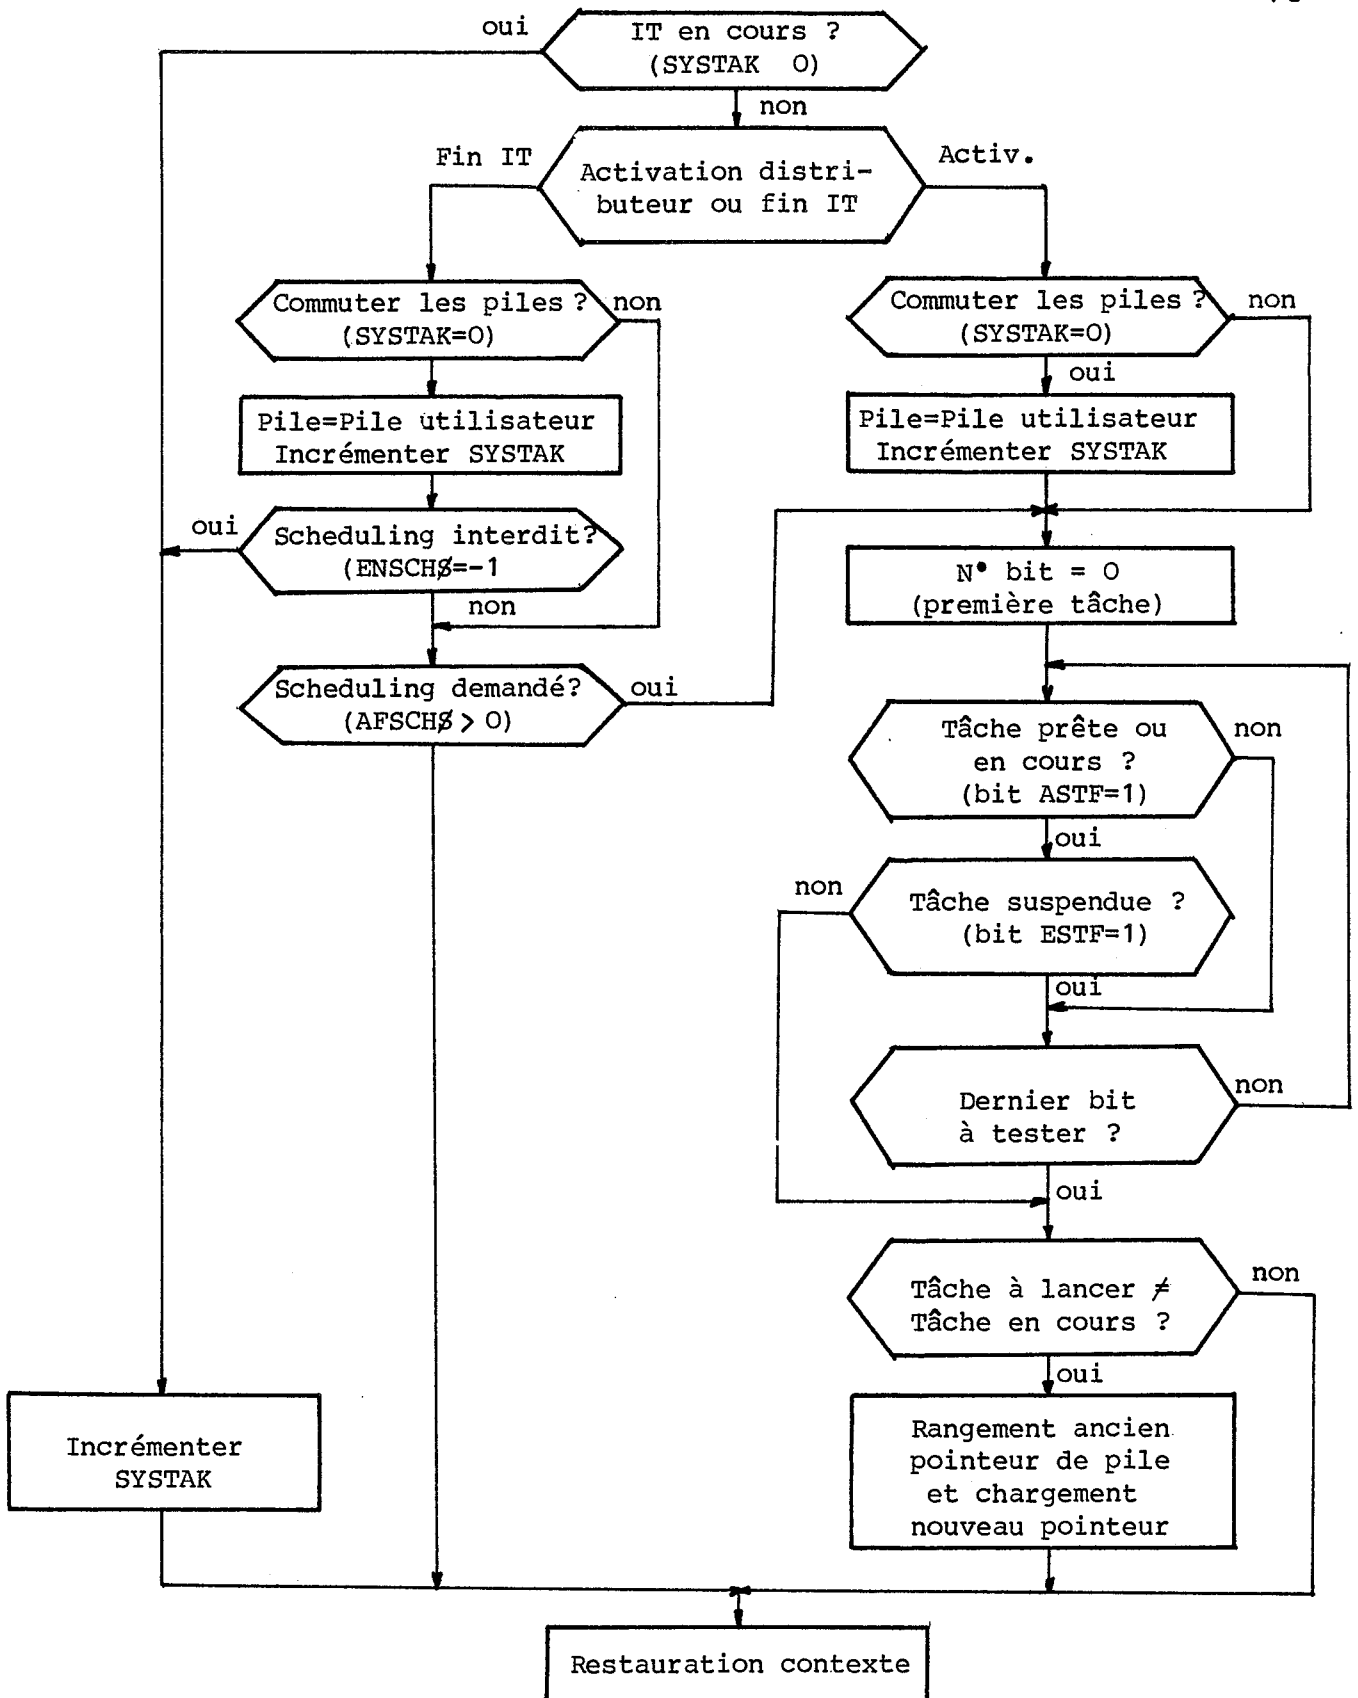 oui
IT en cours ?
(SYSTAK 0)
non
Fin IT
Activation distri-
buteur ou fin IT
Activ.
Commuter les piles ?
(SYSTAK=0)
non
Commuter les piles ?
(SYSTAK=0)
non
oui
Pile=Pile utilisateur
Incrémenter SYSTAK
Pile=Pile utilisateur
Incrémenter SYSTAK
oui
Scheduling interdit?
(ENSCHØ=-1
non
N° bit = 0
(première tâche)
Scheduling demandé?
(AFSCHØ > 0)
oui
Tâche prête ou
en cours ?
(bit ASTF=1)
non
oui
non
Tâche suspendue ?
(bit ESTF=1)
oui
Dernier bit
à tester ?
non
oui
Tâche à lancer ≠
Tâche en cours ?
non
oui
Incrémenter
SYSTAK
Rangement ancien
pointeur de pile
et chargement
nouveau pointeur
Restauration contexte